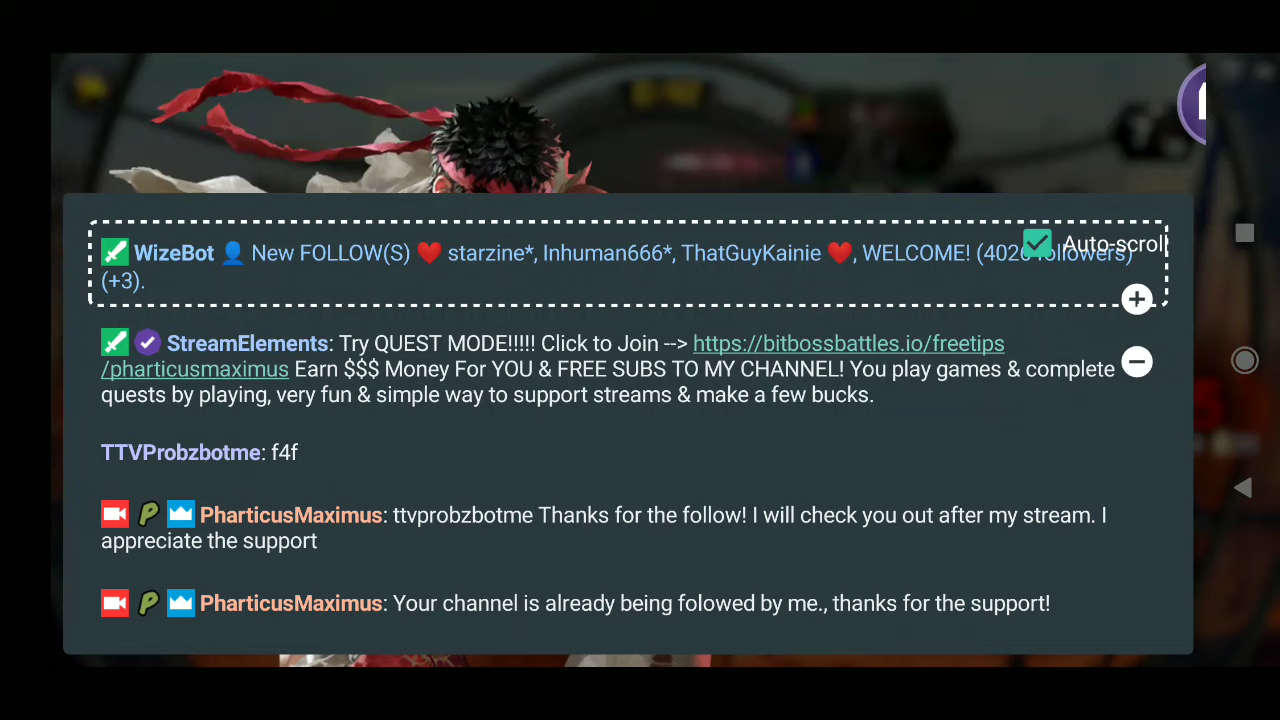 WizeBot 👤 New FOLLOW(S) ❤️ starzine*, Inhuman666*, ThatGuyKainie ❤️, WELCOME! (4026 followers)
Auto-scroll
(+3).
StreamElements: Try QUEST MODE!!!!! Click to Join --> https://bitbossbattles.io/freetips
/pharticusmaximus Earn $$$ Money For YOU & FREE SUBS TO MY CHANNEL! You play games & complete
quests by playing, very fun & simple way to support streams & make a few bucks.
TTVProbzbotme: f4f
PharticusMaximus: ttvprobzbotme Thanks for the follow! I will check you out after my stream. I
appreciate the support
PharticusMaximus: Your channel is already being folowed by me., thanks for the support!